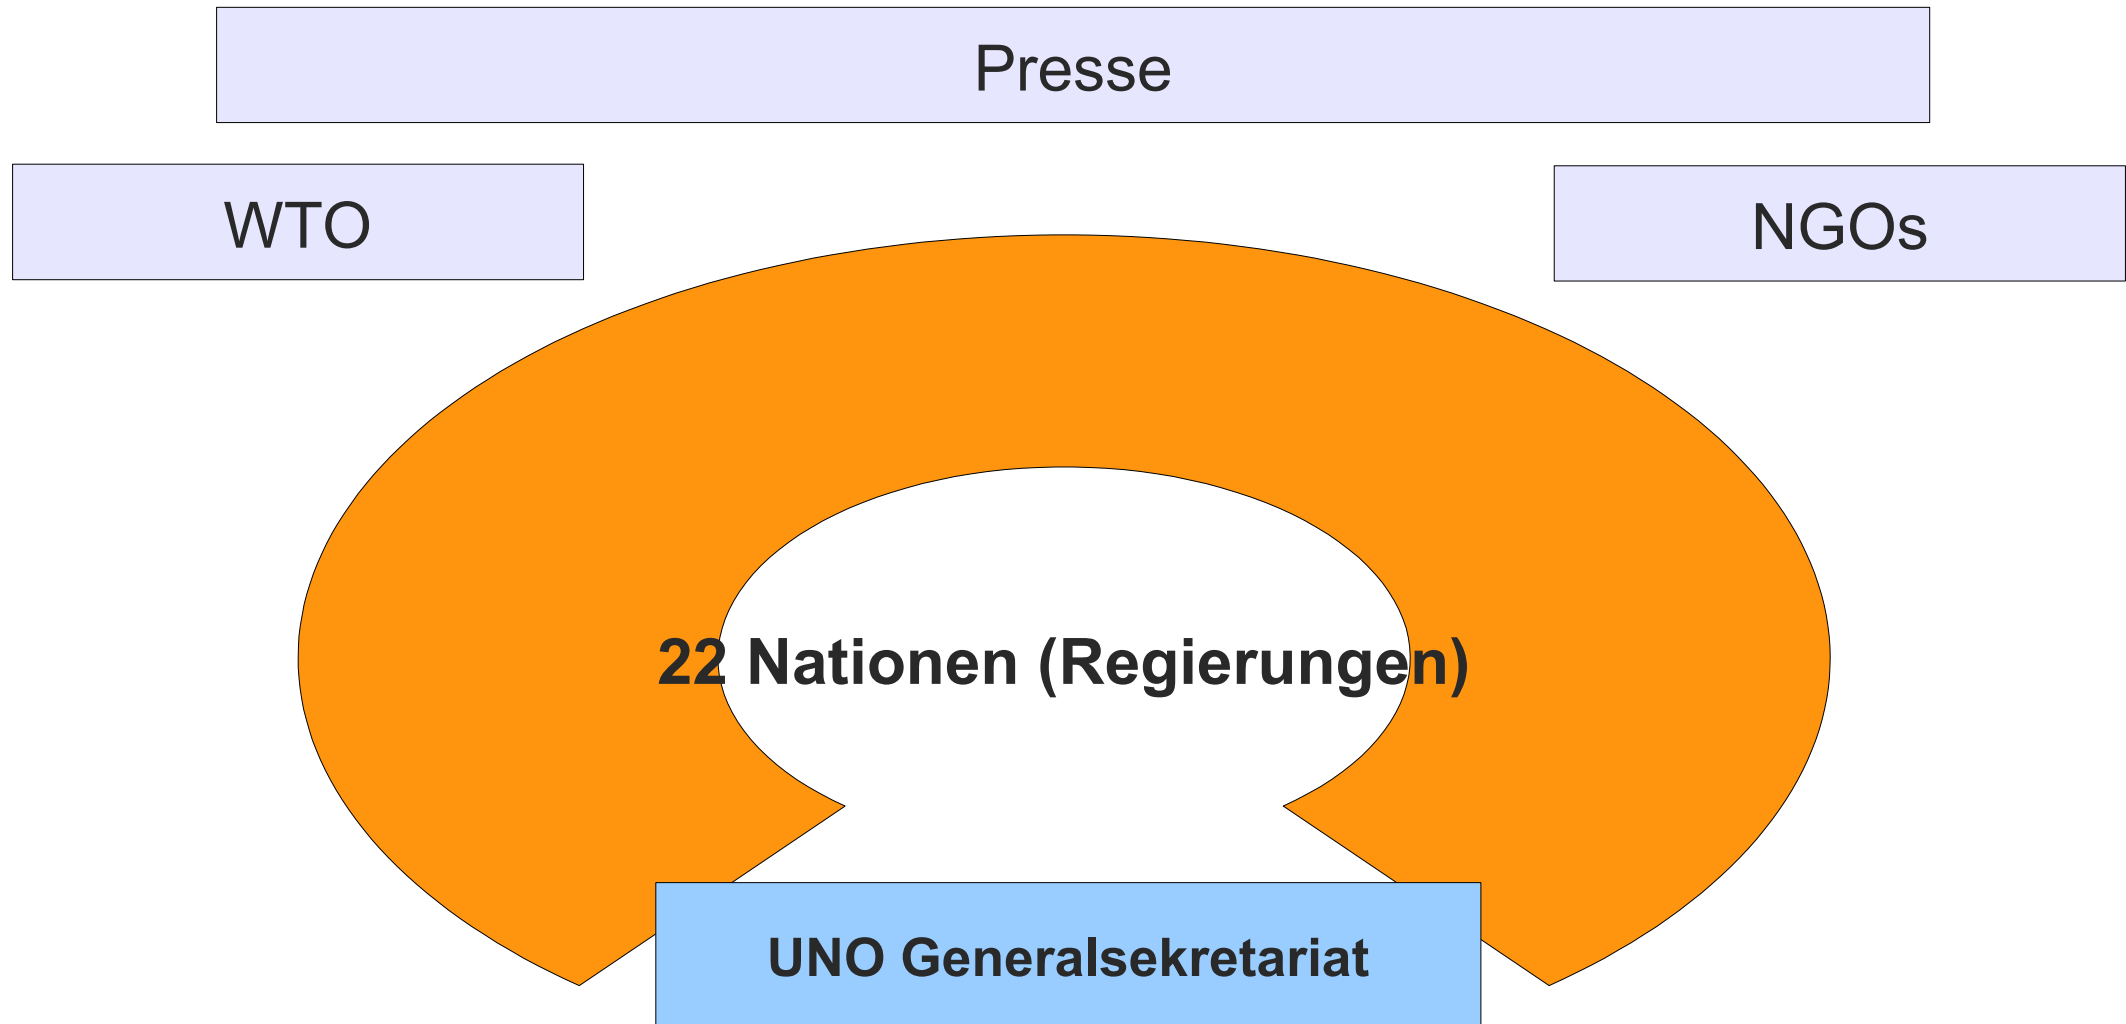 Presse
WTO
NGOs
22 Nationen (Regierungen)
UNO Generalsekretariat